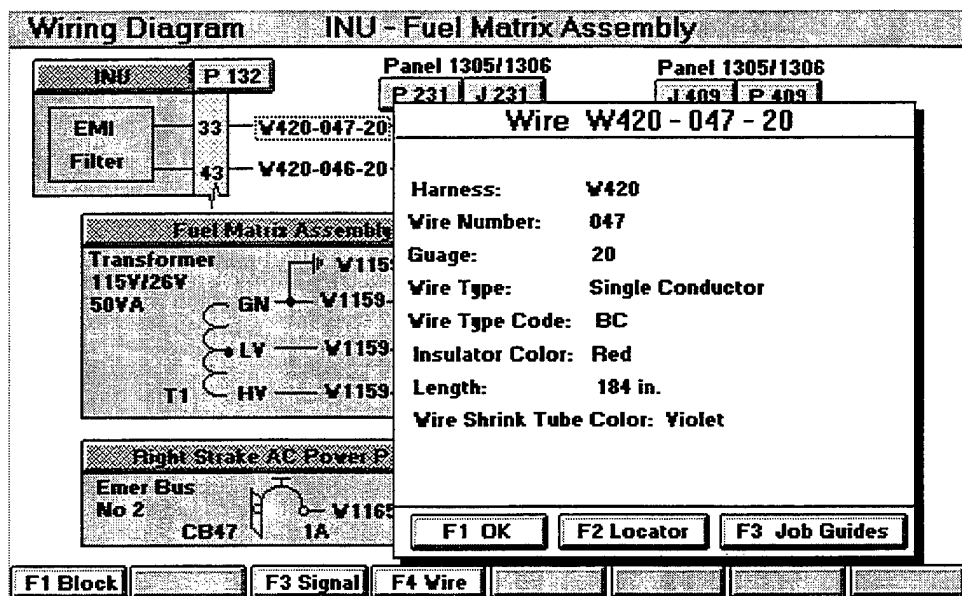 Wiring Diagram INU - Fuel Matrix Assembly
INU P 132
Panel 1305/1306
P 231 J 231
Panel 1305/1306
J 409 P 409
EMI
Filter
33 W420-047-20
43 W420-046-20
Fuel Matrix Assembly
Transformer
115V/26V
50VA
GN
LV
HV
T1
W1159-
W1159-
W1159-
Right Strake AC Power P
Emer Bus
No 2
CB47
1A
W1165
Wire W420 - 047 - 20
Harness: W420
Wire Number: 047
Guage: 20
Wire Type: Single Conductor
Wire Type Code: BC
Insulator Color: Red
Length: 184 in.
Wire Shrink Tube Color: Violet
F1 OK F2 Locator F3 Job Guides
F1 Block F3 Signal F4 Wire